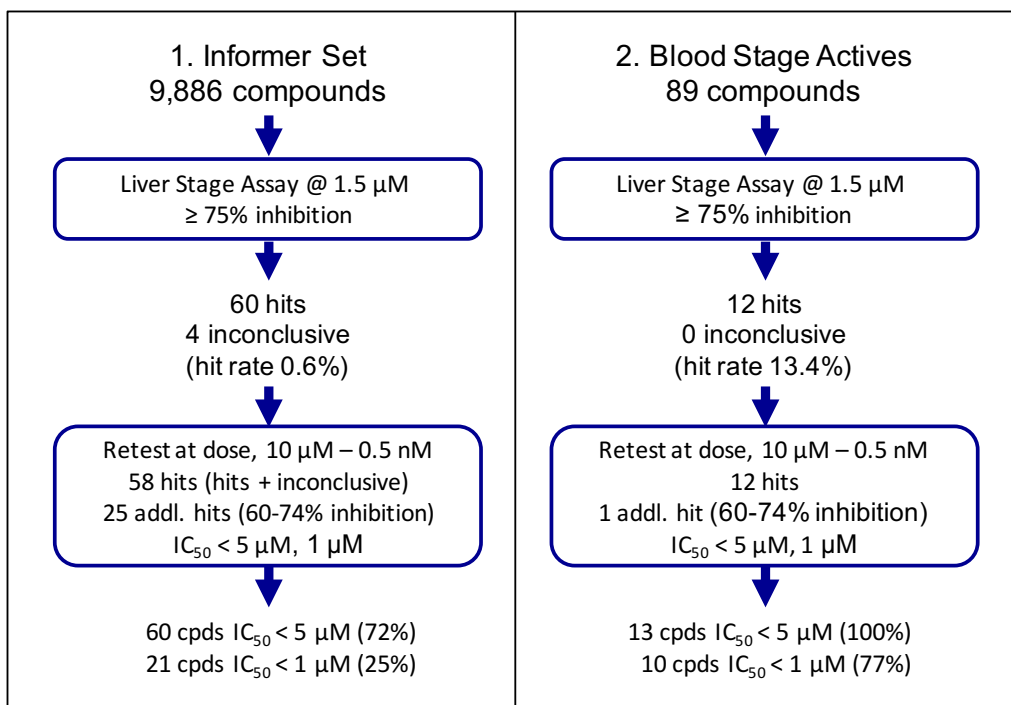 1. Informer Set
9,886 compounds
Liver Stage Assay @ 1.5 μM
≥ 75% inhibition
60 hits
4 inconclusive
(hit rate 0.6%)
Retest at dose, 10 μM – 0.5 nM
58 hits (hits + inconclusive)
25 addl. hits (60-74% inhibition)
IC50 < 5 μM, 1 μM
60 cpds IC50 < 5 μM (72%)
21 cpds IC50 < 1 μM (25%)
2. Blood Stage Actives
89 compounds
Liver Stage Assay @ 1.5 μM
≥ 75% inhibition
12 hits
0 inconclusive
(hit rate 13.4%)
Retest at dose, 10 μM – 0.5 nM
12 hits
1 addl. hit (60-74% inhibition)
IC50 < 5 μM, 1 μM
13 cpds IC50 < 5 μM (100%)
10 cpds IC50 < 1 μM (77%)